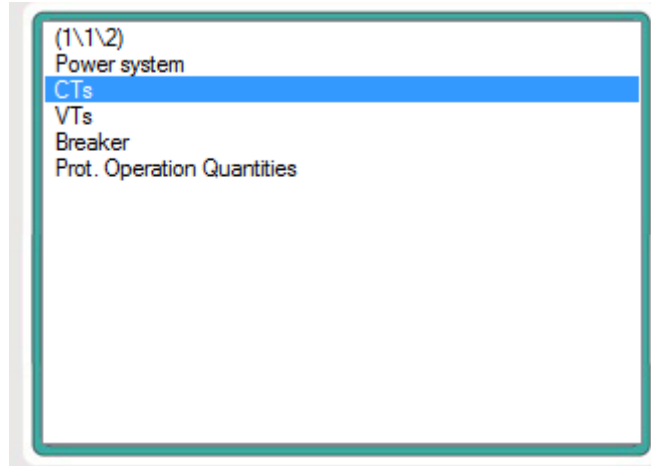 (1\1\2)
Power system
CTs
VTs
Breaker
Prot. Operation Quantities